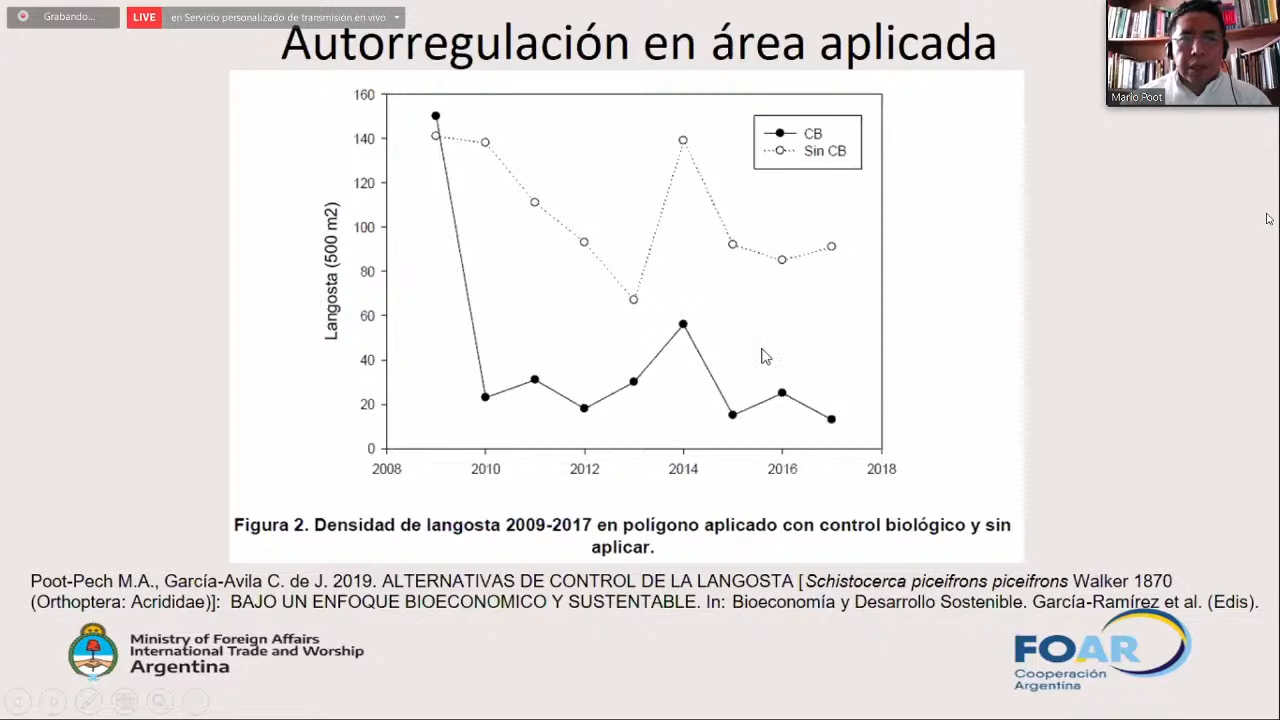 Grabando...
LIVE
en Servicio personalizado de transmisión en vivo
Autorregulación en área aplicada
Mario Poot
160
140
120
100
80
60
40
20
0
Langosta (500 m2)
CB
Sin CB
2008 2010 2012 2014 2016 2018
Figura 2. Densidad de langosta 2009-2017 en polígono aplicado con control biológico y sin
aplicar.
Poot-Pech M.A., García-Avila C. de J. 2019. ALTERNATIVAS DE CONTROL DE LA LANGOSTA [Schistocerca piceifrons piceifrons Walker 1870
(Orthoptera: Acrididae)]: BAJO UN ENFOQUE BIOECONOMICO Y SUSTENTABLE. In: Bioeconomía y Desarrollo Sostenible. García-Ramírez et al. (Edis).
Ministry of Foreign Affairs
International Trade and Worship
Argentina
FOAR
Cooperación
Argentina